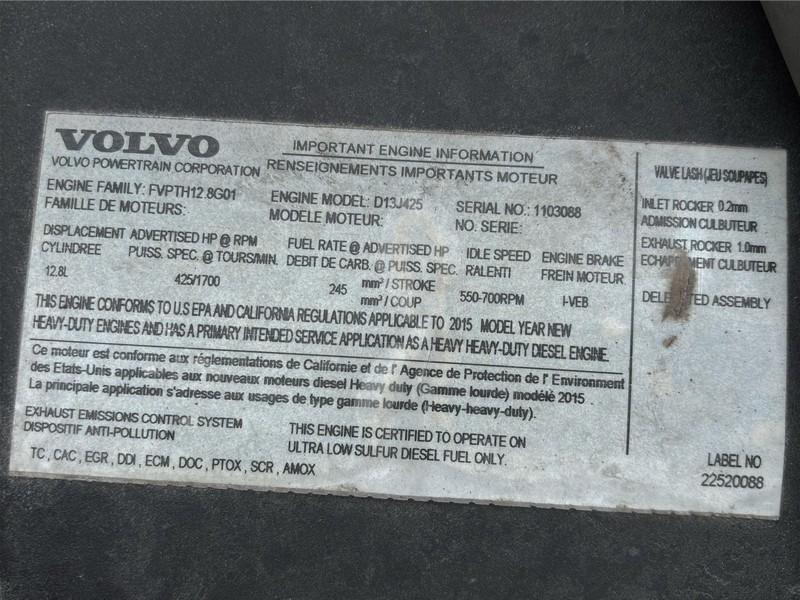 VOLVO
VOLVO POWERTRAIN CORPORATION
IMPORTANT ENGINE INFORMATION
RENSEIGNEMENTS IMPORTANTS MOTEUR
ENGINE FAMILY: FVPTH12.8G01
FAMILLE DE MOTEURS:
ENGINE MODEL: D13J425
MODELE MOTEUR:
SERIAL NO.: 1103088
NO. SERIE:
DISPLACEMENT
CYLINDREE
12.8L
ADVERTISED HP @ RPM
PUISS. SPEC. @ TOURS/MIN.
425/1700
FUEL RATE @ ADVERTISED HP
DEBIT DE CARB. @ PUISS. SPEC.
245 mm³ / STROKE
mm³ / COUP
IDLE SPEED
RALENTI
550-700RPM
ENGINE BRAKE
FREIN MOTEUR
I-VEB
THIS ENGINE CONFORMS TO U.S EPA AND CALIFORNIA REGULATIONS APPLICABLE TO 2015 MODEL YEAR NEW
HEAVY-DUTY ENGINES AND HAS A PRIMARY INTENDED SERVICE APPLICATION AS A HEAVY HEAVY-DUTY DIESEL ENGINE.
Ce moteur est conforme aux réglementations de Californie et de l' Agence de Protection de l' Environment
des Etats-Unis applicables aux nouveaux moteurs diesel Heavy duty (Gamme lourde) modélé 2015
La principale application s'adresse aux usages de type gamme lourde (Heavy-heavy-duty).
EXHAUST EMISSIONS CONTROL SYSTEM
DISPOSITIF ANTI-POLLUTION
TC , CAC , EGR , DDI , ECM , DOC , PTOX , SCR , AMOX
THIS ENGINE IS CERTIFIED TO OPERATE ON
ULTRA LOW SULFUR DIESEL FUEL ONLY.
VALVE LASH (JEU SOUPAPES)
INLET ROCKER 0.2mm
ADMISSION CULBUTEUR
EXHAUST ROCKER 1.0mm
CULBUTEUR
ASSEMBLY
LABEL NO
22520088